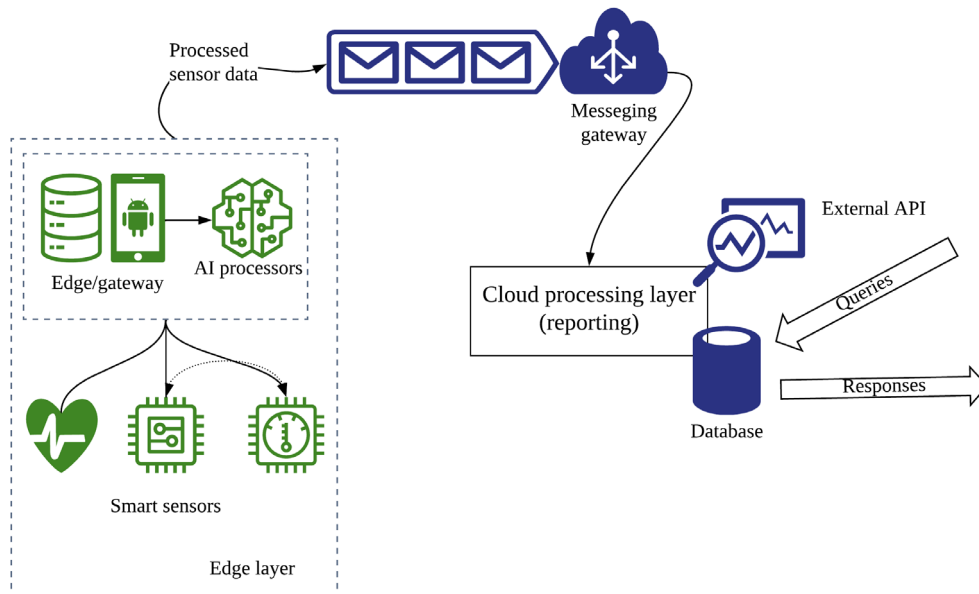 Processed
sensor data
Messeging
gateway
Edge/gateway
AI processors
External API
Cloud processing layer
(reporting)
Queries
Responses
Database
Smart sensors
Edge layer